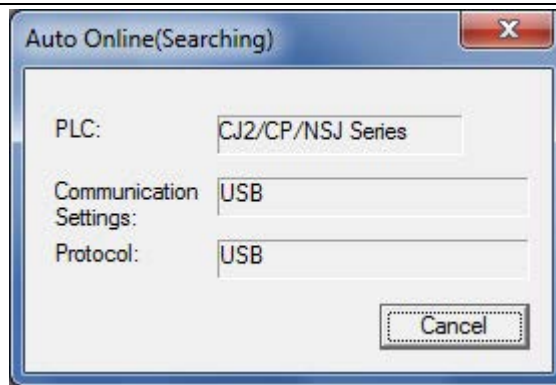 Auto Online(Searching)
PLC:
CJ2/CP/NSJ Series
Communication
Settings:
USB
Protocol:
USB
Cancel